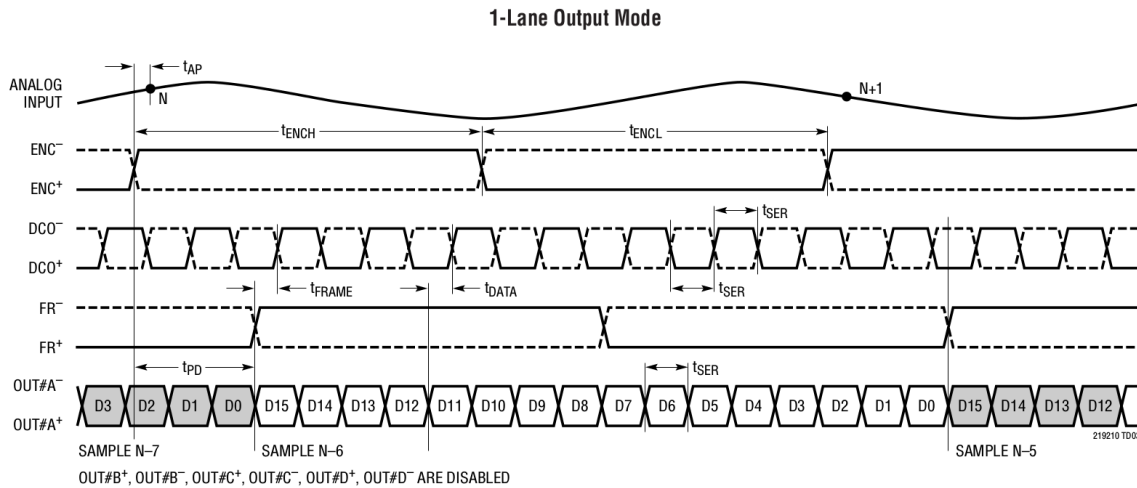 1-Lane Output Mode
tAP
ANALOG INPUT
N
N+1
tENCH
tENCL
ENC−
ENC+
tSER
DCO−
DCO+
tFRAME
tDATA
tSER
FR−
FR+
tPD
tSER
OUT#A−
OUT#A+
D3 D2 D1 D0 D15 D14 D13 D12 D11 D10 D9 D8 D7 D6 D5 D4 D3 D2 D1 D0 D15 D14 D13 D12
SAMPLE N–7
SAMPLE N–6
SAMPLE N–5
OUT#B+, OUT#B−, OUT#C+, OUT#C−, OUT#D+, OUT#D− ARE DISABLED